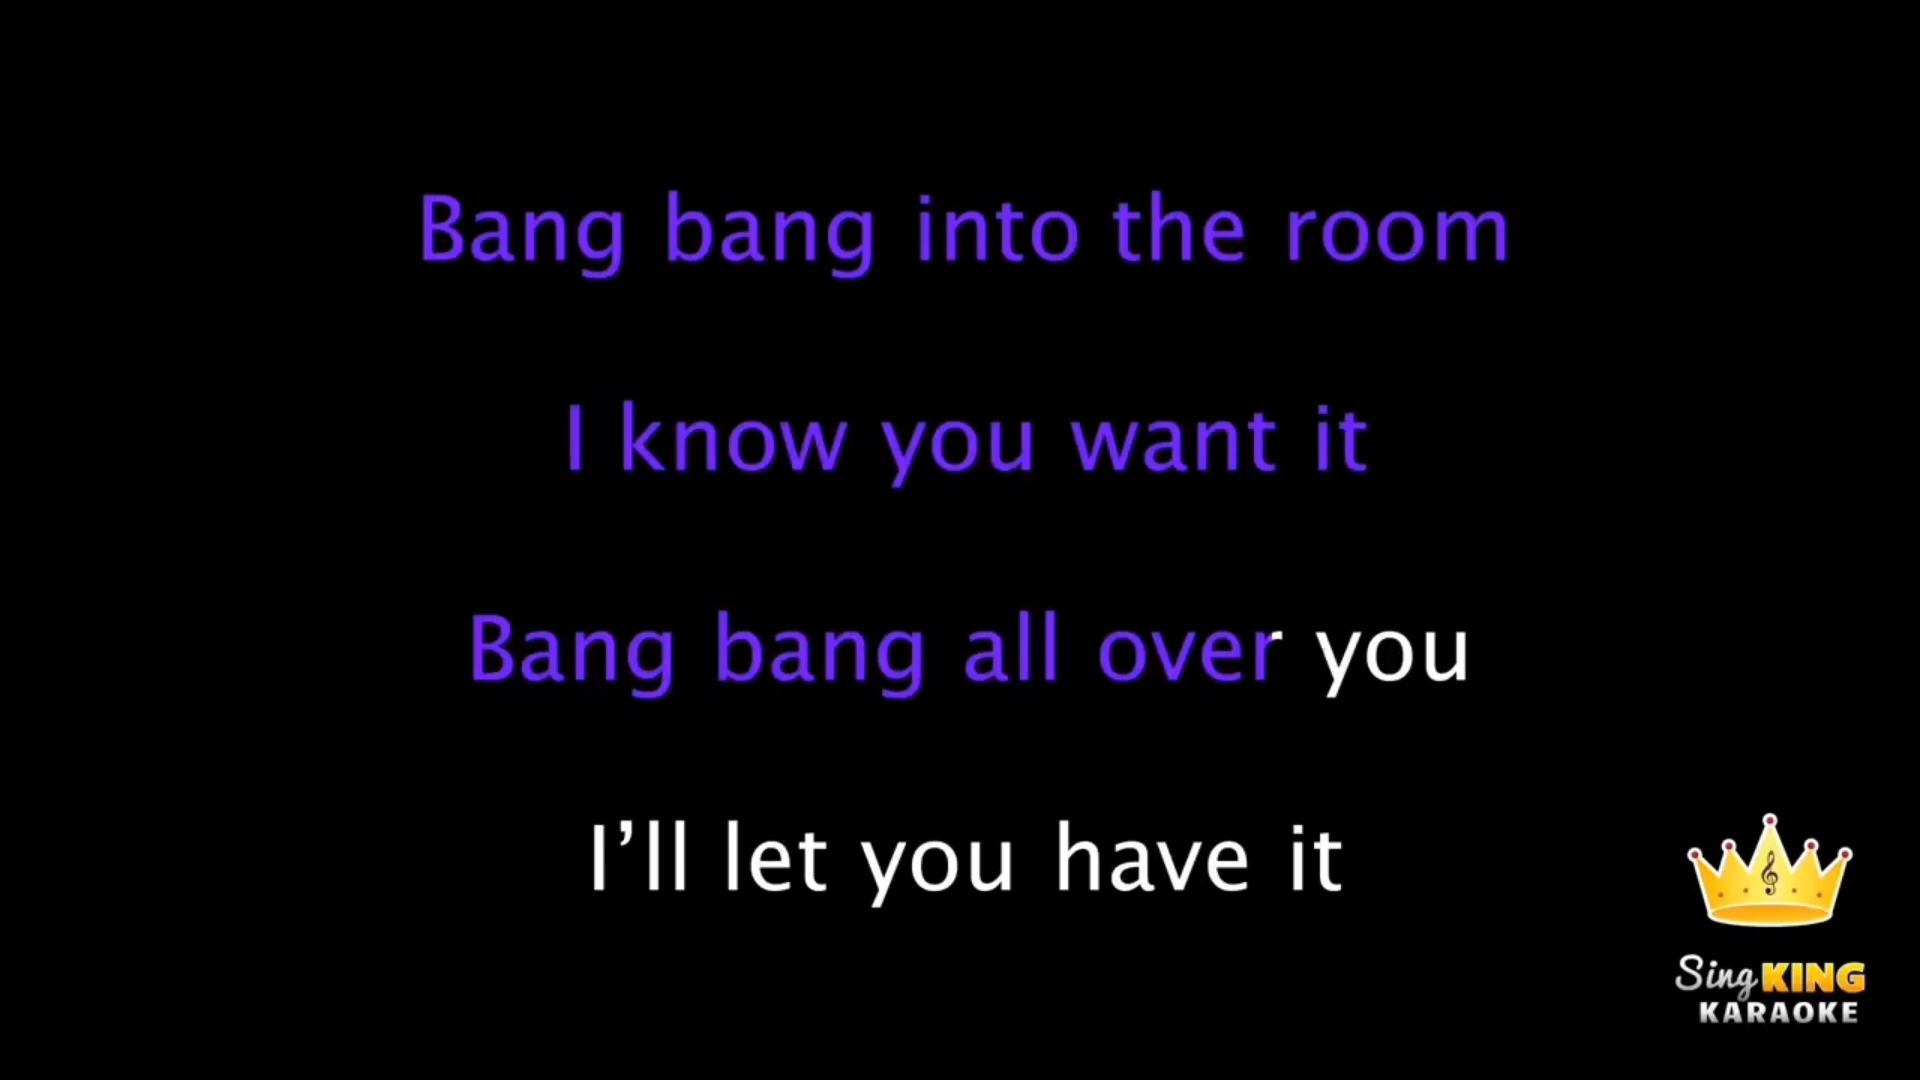 Bang bang into the room
I know you want it
Bang bang all over you
I’ll let you have it
Sing KING
KARAOKE